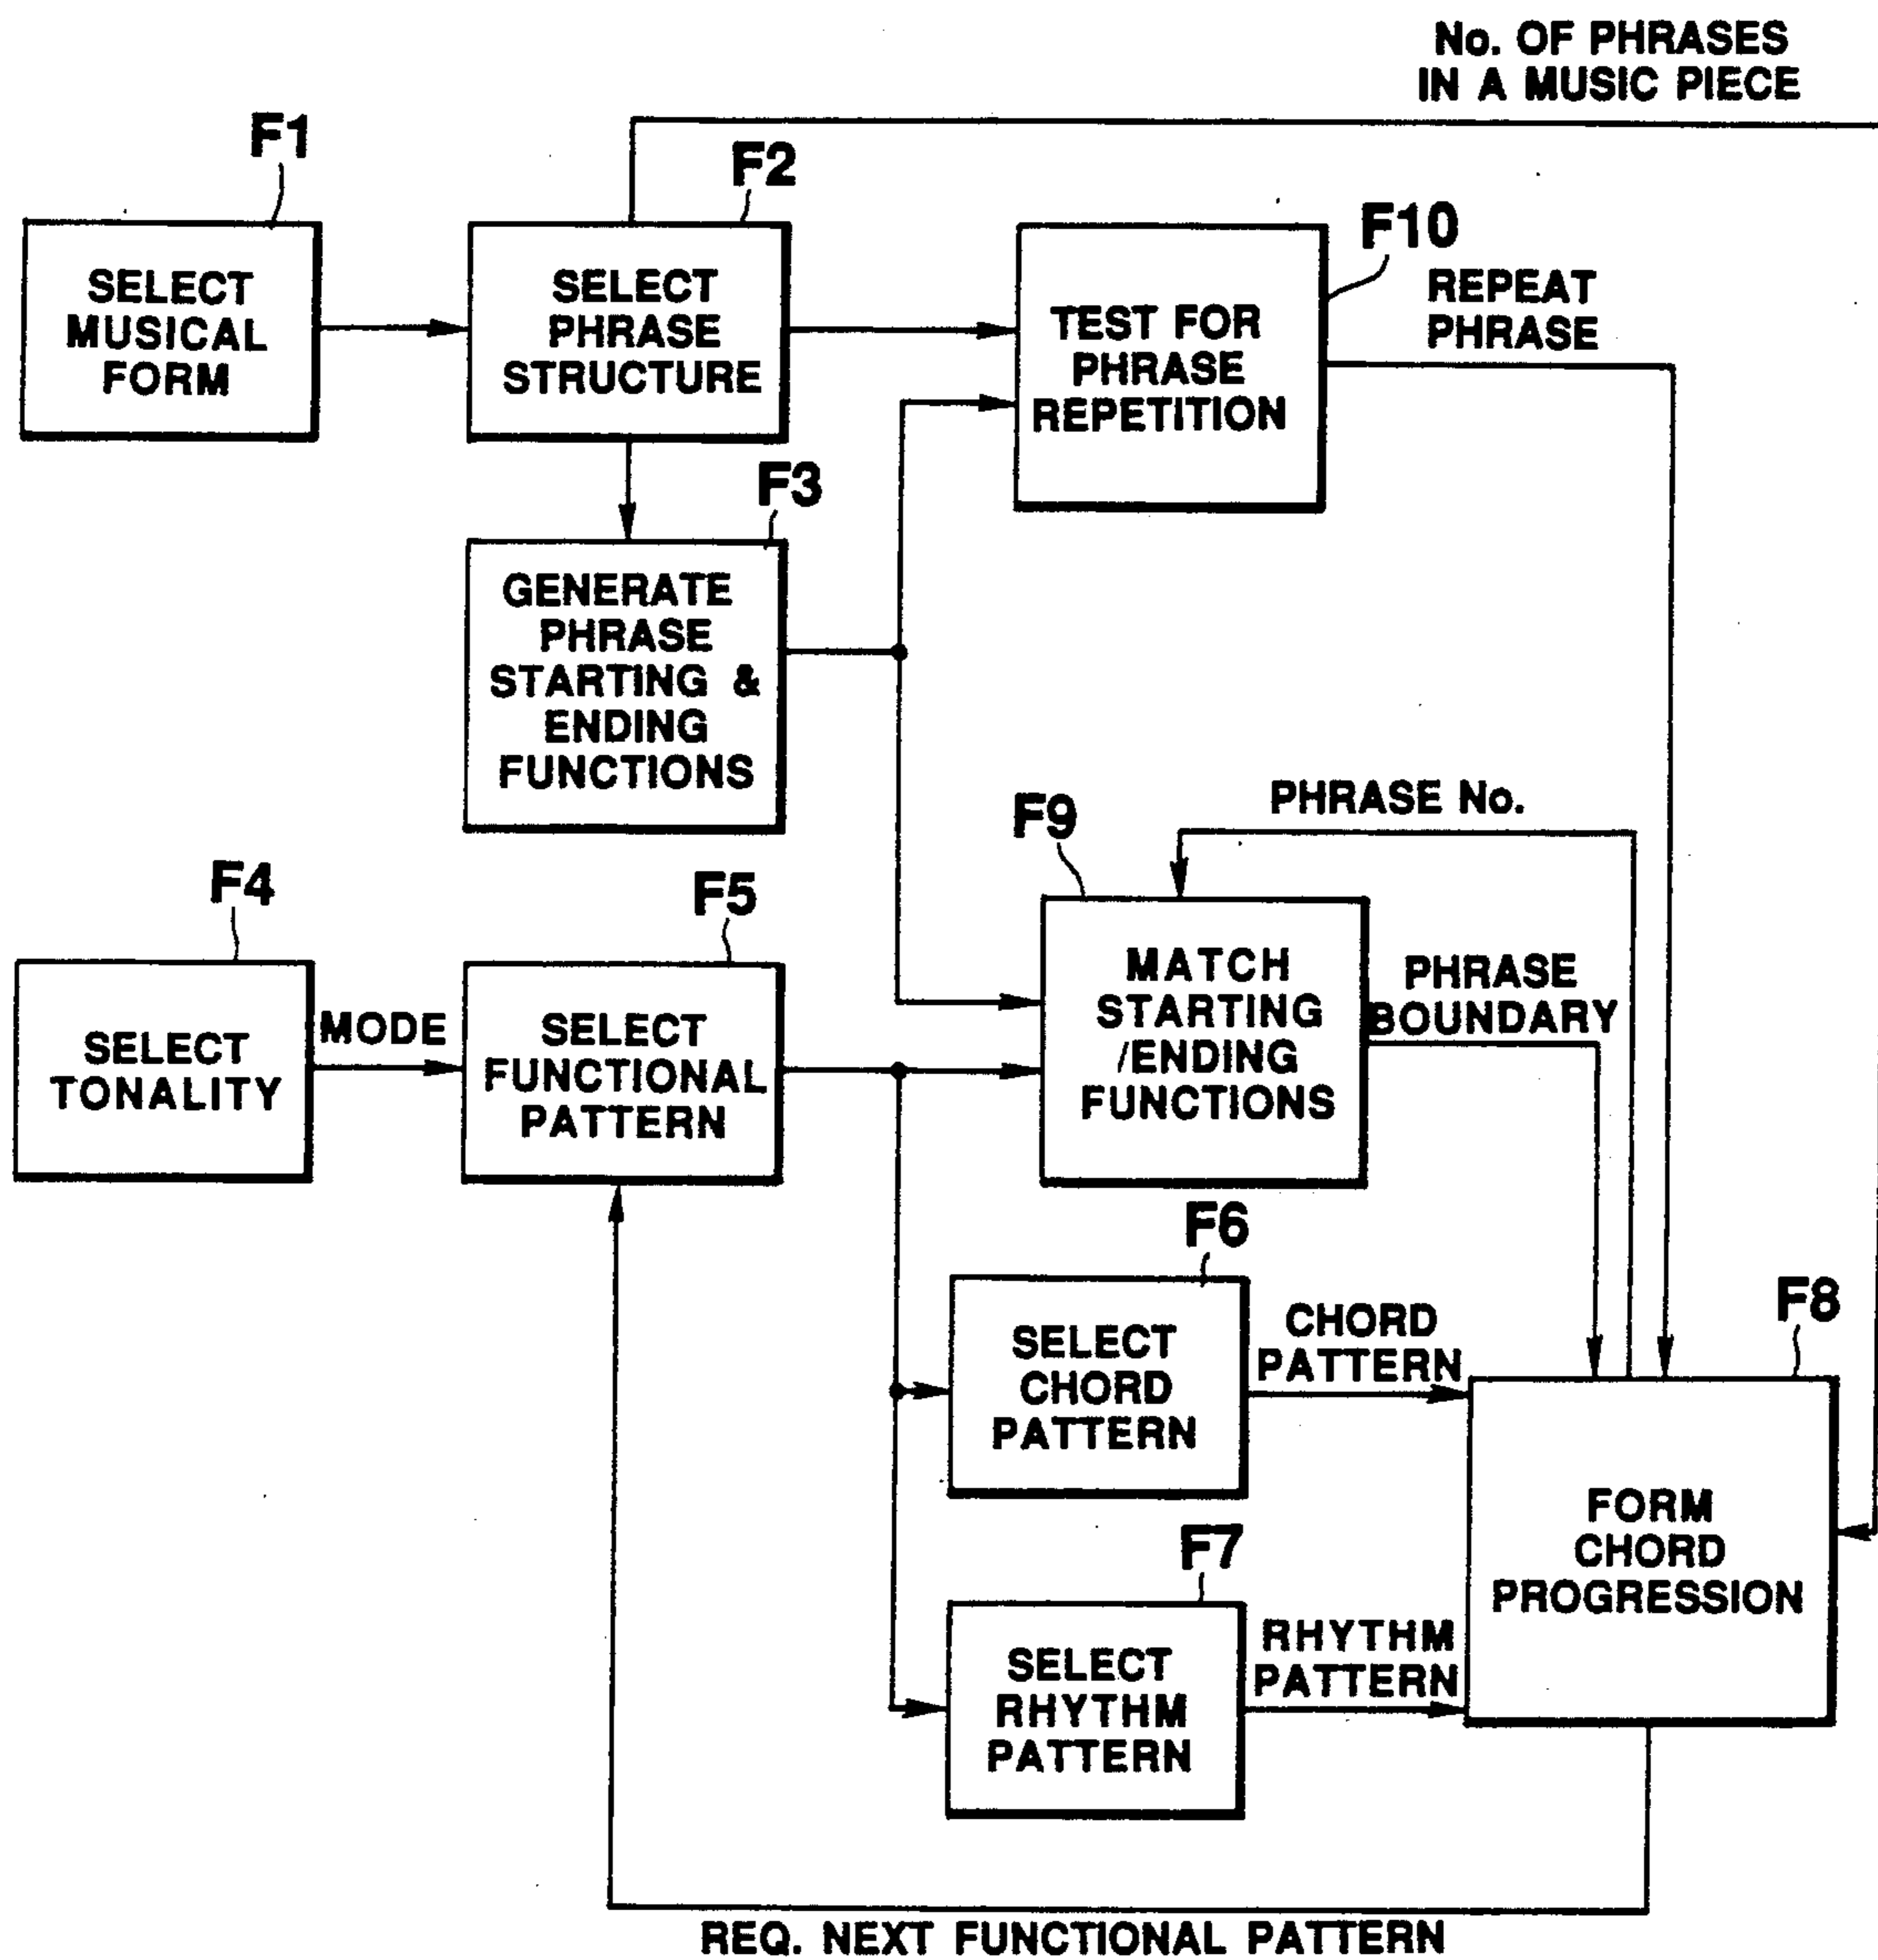 No. OF PHRASES
IN A MUSIC PIECE
F1
F2
F10
SELECT
MUSICAL
FORM
SELECT
PHRASE
STRUCTURE
TEST FOR
PHRASE
REPETITION
REPEAT
PHRASE
F3
GENERATE
PHRASE
STARTING &
ENDING
FUNCTIONS
PHRASE No.
F9
F4
F5
SELECT
TONALITY
MODE
SELECT
FUNCTIONAL
PATTERN
MATCH
STARTING
/ENDING
FUNCTIONS
PHRASE
BOUNDARY
F6
SELECT
CHORD
PATTERN
CHORD
PATTERN
F8
FORM
CHORD
PROGRESSION
F7
SELECT
RHYTHM
PATTERN
RHYTHM
PATTERN
REQ. NEXT FUNCTIONAL PATTERN